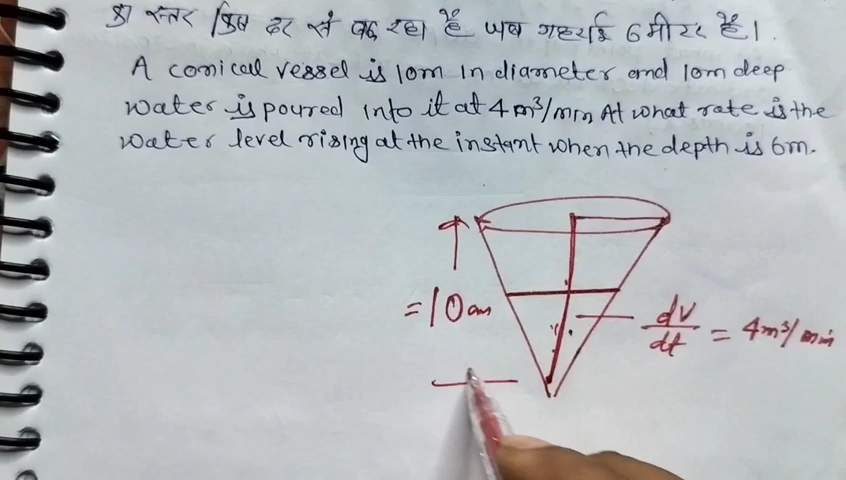 का स्तर किस दर से बढ़ रहा है जब गहराई 6 मीटर है।
A conical vessel is 10m in diameter and 10m deep
Water is poured into it at 4m³/min At what rate is the
Water level rising at the instant when the depth is 6m.
= 10cm
dV/dt = 4m³/min